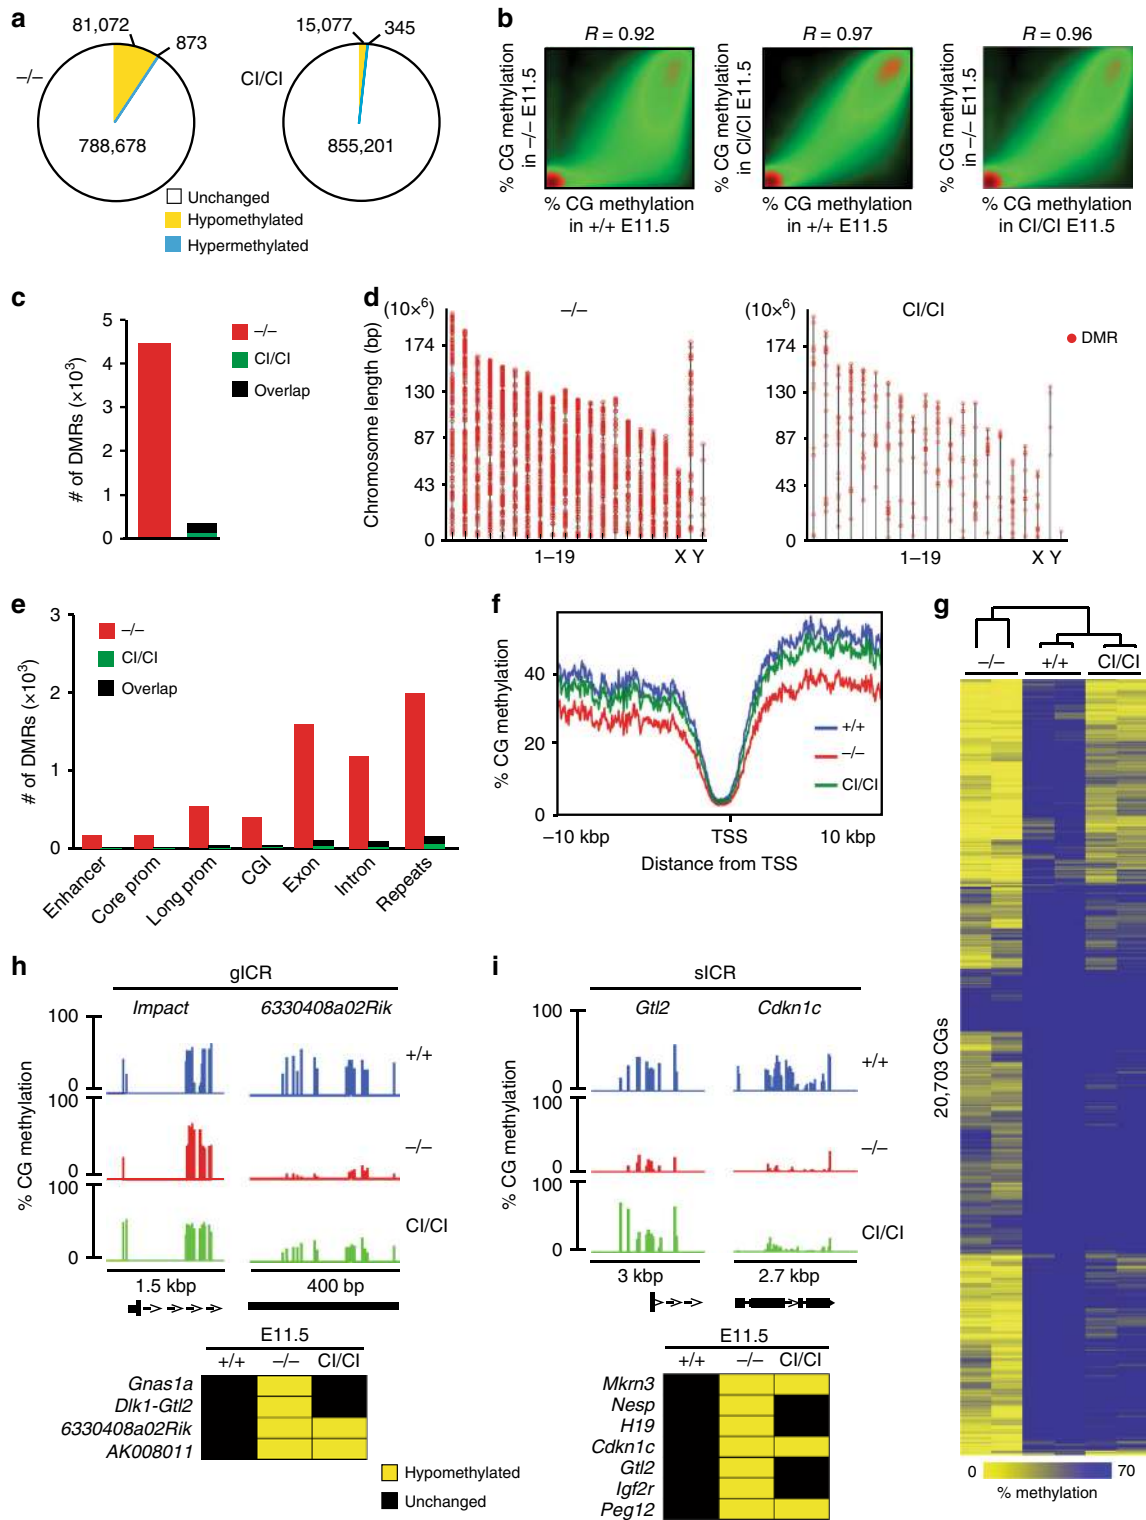 a
81,072
873
–/–
788,678
15,077
345
CI/CI
855,201
Unchanged
Hypomethylated
Hypermethylated
b
R = 0.92
% CG methylation
in –/– E11.5
% CG methylation
in +/+ E11.5
R = 0.97
% CG methylation
in CI/CI E11.5
% CG methylation
in +/+ E11.5
R = 0.96
% CG methylation
in –/– E11.5
% CG methylation
in CI/CI E11.5
c
# of DMRs (×10³)
5
4
3
2
1
0
–/–
CI/CI
Overlap
d
(10×⁶)
–/–
Chromosome length (bp)
174
130
87
43
0
1–19
X Y
(10×⁶)
CI/CI
174
130
87
43
0
1–19
X Y
DMR
e
# of DMRs (×10³)
3
2
1
0
–/–
CI/CI
Overlap
Enhancer
Core prom
Long prom
CGI
Exon
Intron
Repeats
f
% CG methylation
40
20
0
+/+
–/–
CI/CI
–10 kbp
TSS
10 kbp
Distance from TSS
g
–/–
+/+
CI/CI
20,703 CGs
0
70
% methylation
h
gICR
Impact
6330408a02Rik
% CG methylation
100
0
+/+
100
0
–/–
100
0
CI/CI
1.5 kbp
400 bp
E11.5
+/+
–/–
CI/CI
Gnas1a
Dlk1-Gtl2
6330408a02Rik
AK008011
Hypomethylated
Unchanged
i
sICR
Gtl2
Cdkn1c
% CG methylation
100
0
+/+
100
0
–/–
100
0
CI/CI
3 kbp
2.7 kbp
E11.5
+/+
–/–
CI/CI
Mkrn3
Nesp
H19
Cdkn1c
Gtl2
Igf2r
Peg12